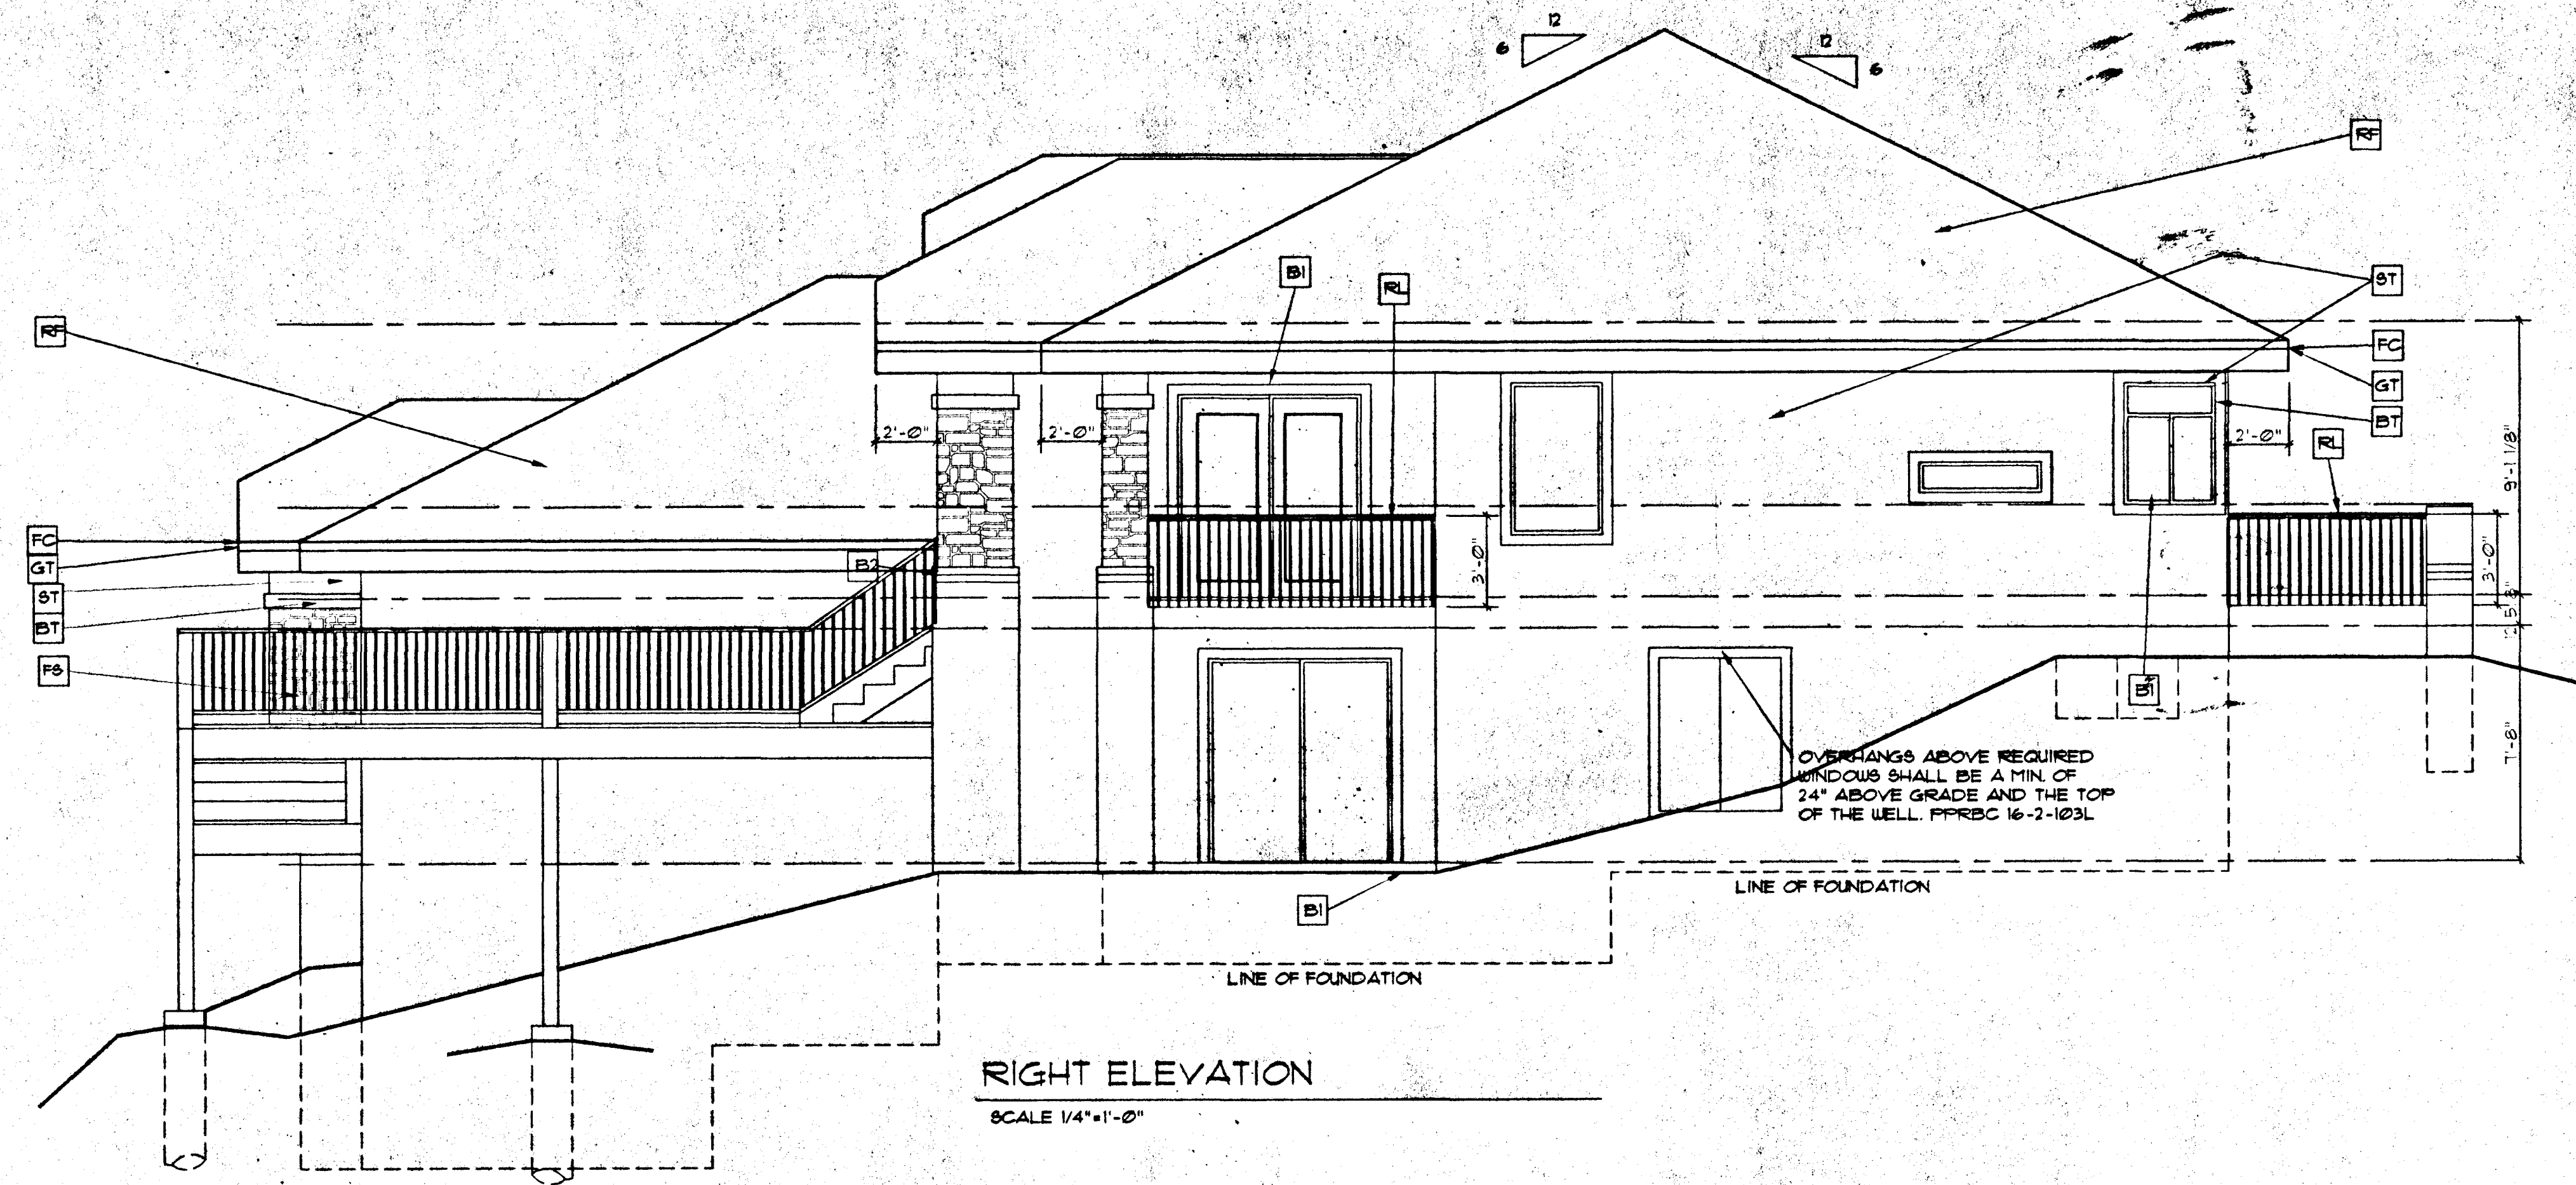 12
6
12
6
RF
B1
RL
ST
RF
FC
GT
BT
2'-0"
2'-0"
2'-0"
RL
9'-1 1/8"
FC
GT
B2
ST
BT
3'-0"
3'-0"
FS
B1
7'-8"
OVERHANGS ABOVE REQUIRED
WINDOWS SHALL BE A MIN. OF
24" ABOVE GRADE AND THE TOP
OF THE WELL. PPRBC 16-2-103L
LINE OF FOUNDATION
B1
LINE OF FOUNDATION
RIGHT ELEVATION
SCALE 1/4"=1'-0"